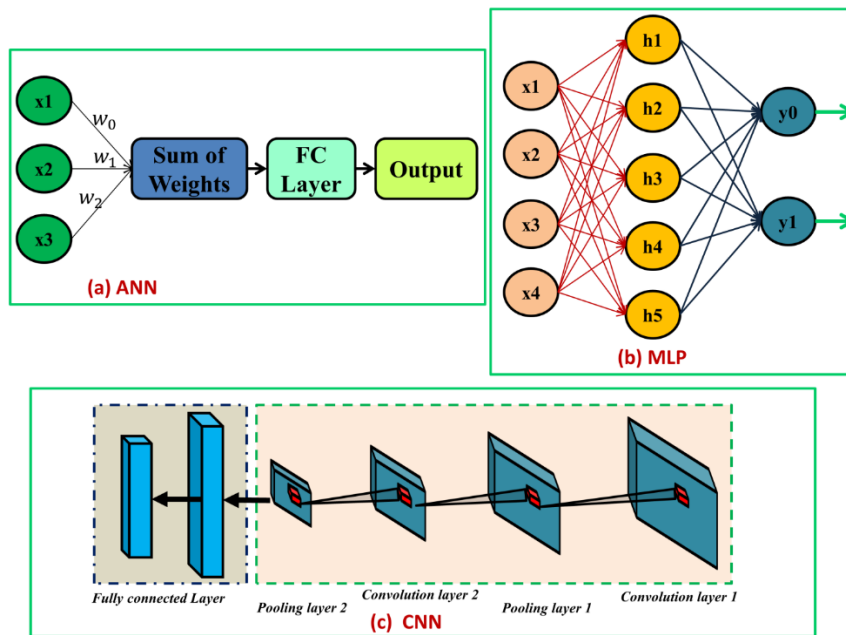 x1
x2
x3
w0
w1
w2
Sum of
Weights
FC
Layer
Output
(a) ANN
x1
x2
x3
x4
h1
h2
h3
h4
h5
y0
y1
(b) MLP
Fully connected Layer
Pooling layer 2
Convolution layer 2
Pooling layer 1
Convolution layer 1
(c) CNN